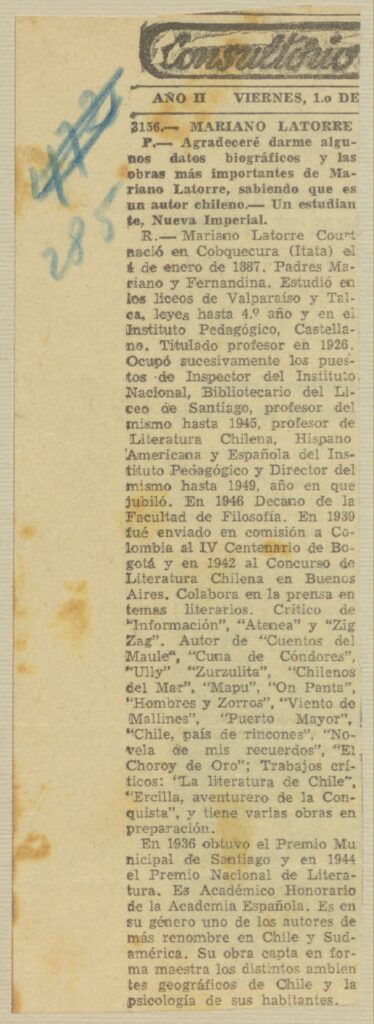 Consultorio
AÑO II VIERNES, 1.o DE
3156.— MARIANO LATORRE
P.— Agradeceré darme algu-
nos datos biográficos y las
obras más importantes de Ma-
riano Latorre, sabiendo que es
un autor chileno.— Un estudian
te, Nueva Imperial.
R.— Mariano Latorre Court
nació en Cobquecura (Itata) el
4 de enero de 1887. Padres Ma-
riano y Fernandina. Estudió en
los liceos de Valparaíso y Tal-
ca, leyes hasta 4.º año y en el
Instituto Pedagógico, Castella-
no. Titulado profesor en 1926.
Ocupó sucesivamente los pues-
tos de Inspector del Instituto
Nacional, Bibliotecario del Li-
ceo de Santiago, profesor del
mismo hasta 1945, profesor de
Literatura Chilena, Hispano
Americana y Española del Ins-
tituto Pedagógico y Director del
mismo hasta 1949, año en que
jubiló. En 1946 Decano de la
Facultad de Filosofía. En 1939
fué enviado en comisión a Co-
lombia al IV Centenario de Bo-
gotá y en 1942 al Concurso de
Literatura Chilena en Buenos
Aires. Colabora en la prensa en
temas literarios. Crítico de
"Información", "Atenea" y "Zig
Zag". Autor de "Cuentos del
Maule", "Cuna de Cóndores",
"Ully" "Zurzulita", "Chilenos
del Mar", "Mapu", "On Panta",
"Hombres y Zorros", "Viento de
Mallines", "Puerto Mayor",
"Chile, país de rincones", "No-
vela de mis recuerdos", "El
Choroy de Oro"; Trabajos crí-
ticos: "La literatura de Chile",
"Ercilla, aventurero de la Con-
quista", y tiene varias obras en
preparación.
En 1936 obtuvo el Premio Mu
nicipal de Santiago y en 1944
el Premio Nacional de Litera-
tura. Es Académico Honorario
de la Academia Española. Es en
su género uno de los autores de
más renombre en Chile y Sud-
américa. Su obra capta en for-
ma maestra los distintos ambien
tes geográficos de Chile y la
psicología de sus habitantes.
285